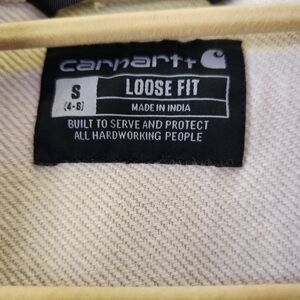 carhartt
S
(4-6)
LOOSE FIT
MADE IN INDIA
BUILT TO SERVE AND PROTECT
ALL HARDWORKING PEOPLE